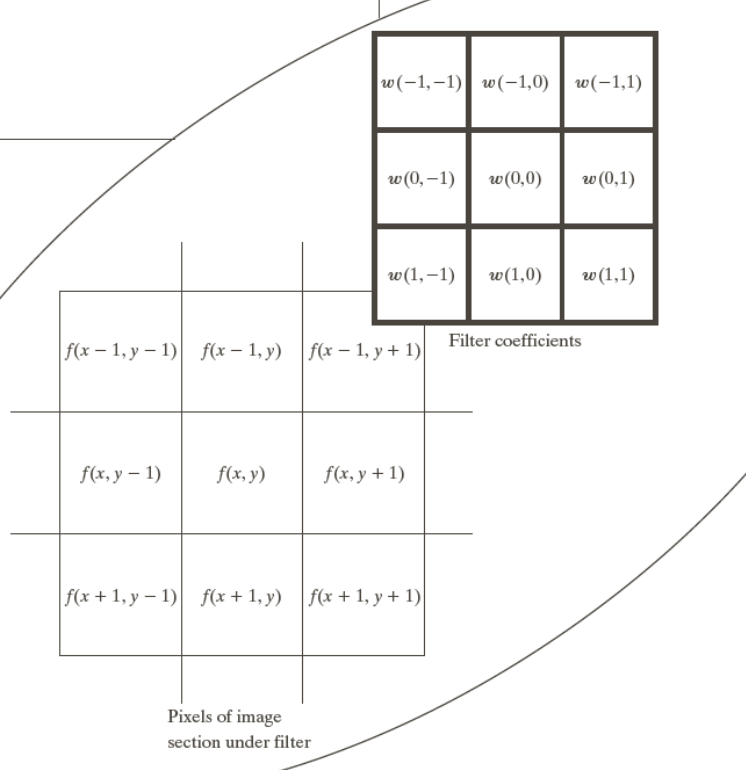 w(−1,−1) w(−1,0) w(−1,1)
w(0,−1) w(0,0) w(0,1)
w(1,−1) w(1,0) w(1,1)
Filter coefficients
f(x − 1, y − 1) f(x − 1, y) f(x − 1, y + 1)
f(x, y − 1) f(x, y) f(x, y + 1)
f(x + 1, y − 1) f(x + 1, y) f(x + 1, y + 1)
Pixels of image
section under filter